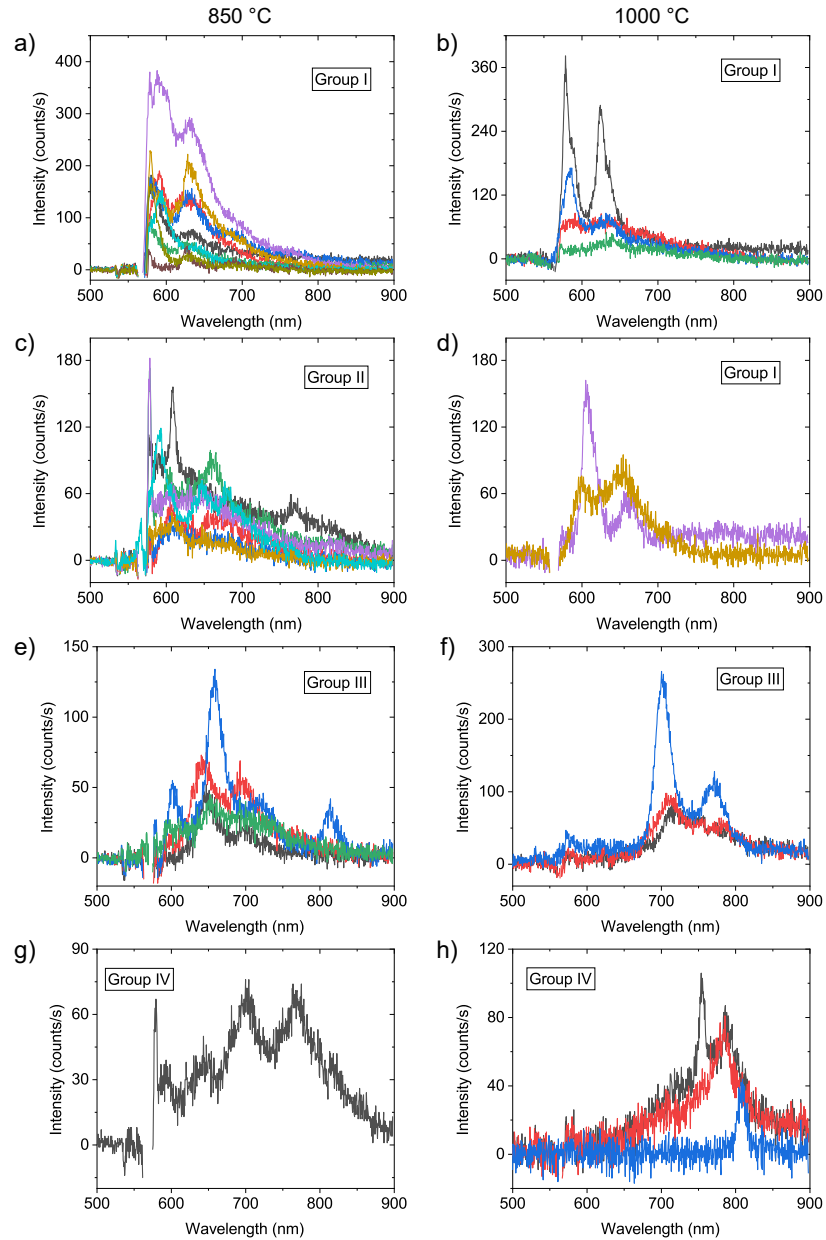 850 °C
1000 °C
a)
Group I
400
300
200
100
0
500 600 700 800 900
Intensity (counts/s)
Wavelength (nm)
b)
Group I
360
240
120
0
500 600 700 800 900
Intensity (counts/s)
Wavelength (nm)
c)
Group II
180
120
60
0
500 600 700 800 900
Intensity (counts/s)
Wavelength (nm)
d)
Group I
180
120
60
0
500 600 700 800 900
Intensity (counts/s)
Wavelength (nm)
e)
Group III
150
125
100
75
50
25
0
500 600 700 800 900
Intensity (counts/s)
Wavelength (nm)
f)
Group III
300
250
200
150
100
50
0
500 600 700 800 900
Intensity (counts/s)
Wavelength (nm)
g)
Group IV
90
60
30
0
500 600 700 800 900
Intensity (counts/s)
Wavelength (nm)
h)
Group IV
120
80
40
0
500 600 700 800 900
Intensity (counts/s)
Wavelength (nm)